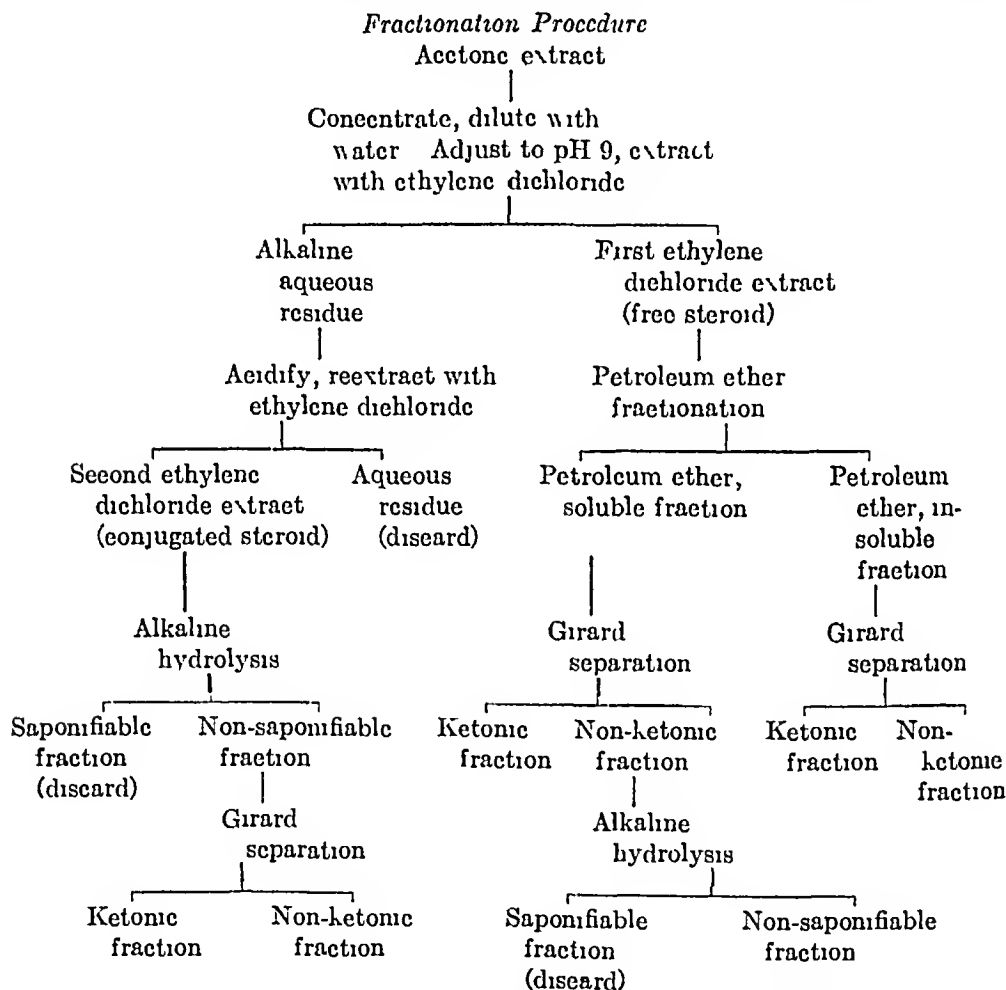 Fractionation Procedure
Acetone extract
Concentrate, dilute with
water Adjust to pH 9, extract
with ethylene dichloride
Alkaline
aqueous
residue
First ethylene
dichloride extract
(free steroid)
Acidify, reextract with
ethylene dichloride
Petroleum ether
fractionation
Second ethylene
dichloride extract
(conjugated steroid)
Aqueous
residue
(discard)
Petroleum ether,
soluble fraction
Petroleum
ether, in-
soluble
fraction
Alkaline
hydrolysis
Girard
separation
Girard
separation
Saponifiable
fraction
(discard)
Non-saponifiable
fraction
Ketonic
fraction
Non-ketonic
fraction
Ketonic
fraction
Non-
ketonic
fraction
Girard
separation
Alkaline
hydrolysis
Ketonic
fraction
Non-ketonic
fraction
Saponifiable
fraction
(discard)
Non-saponifiable
fraction